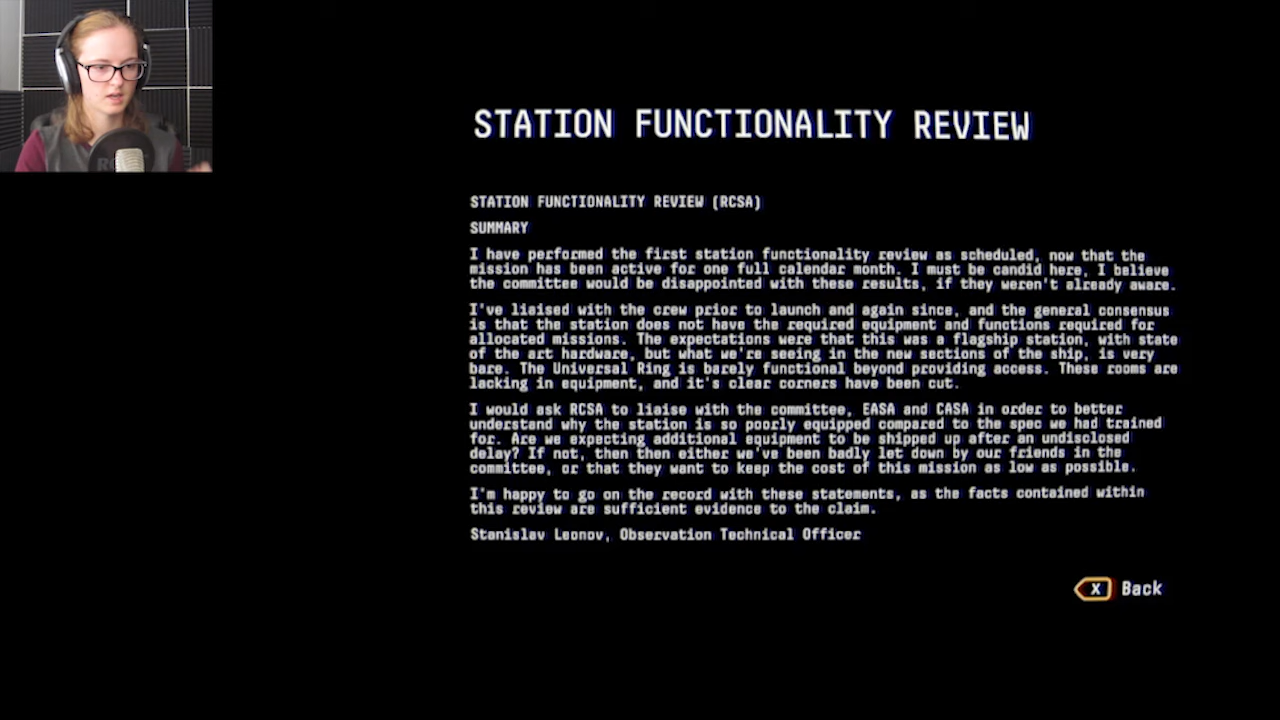 STATION FUNCTIONALITY REVIEW
STATION FUNCTIONALITY REVIEW (RCSA)
SUMMARY
I have performed the first station functionality review as scheduled, now that the
mission has been active for one full calendar month. I must be candid here, I believe
the committee would be disappointed with these results, if they weren't already aware.
I've liaised with the crew prior to launch and again since, and the general consensus
is that the station does not have the required equipment and functions required for
allocated missions. The expectations were that this was a flagship station, with state
of the art hardware, but what we're seeing in the new sections of the ship, is very
bare. The Universal Ring is barely functional beyond providing access. These rooms are
lacking in equipment, and it's clear corners have been cut.
I would ask RCSA to liaise with the committee, EASA and CASA in order to better
understand why the station is so poorly equipped compared to the spec we had trained
for. Are we expecting additional equipment to be shipped up after an undisclosed
delay? If not, then then either we've been badly let down by our friends in the
committee, or that they want to keep the cost of this mission as low as possible.
I'm happy to go on the record with these statements, as the facts contained within
this review are sufficient evidence to the claim.
Stanislav Leonov, Observation Technical Officer
X Back